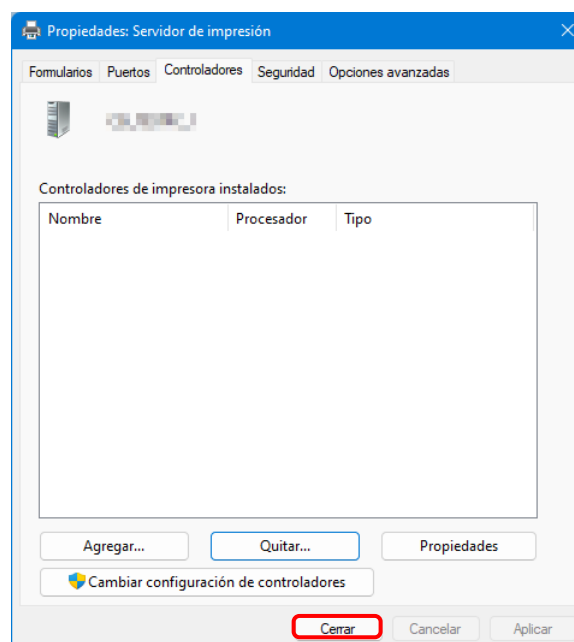 Propiedades: Servidor de impresión
Formularios Puertos Controladores Seguridad Opciones avanzadas
Controladores de impresora instalados:
Nombre Procesador Tipo
Agregar... Quitar... Propiedades
Cambiar configuración de controladores
Cerrar Cancelar Aplicar